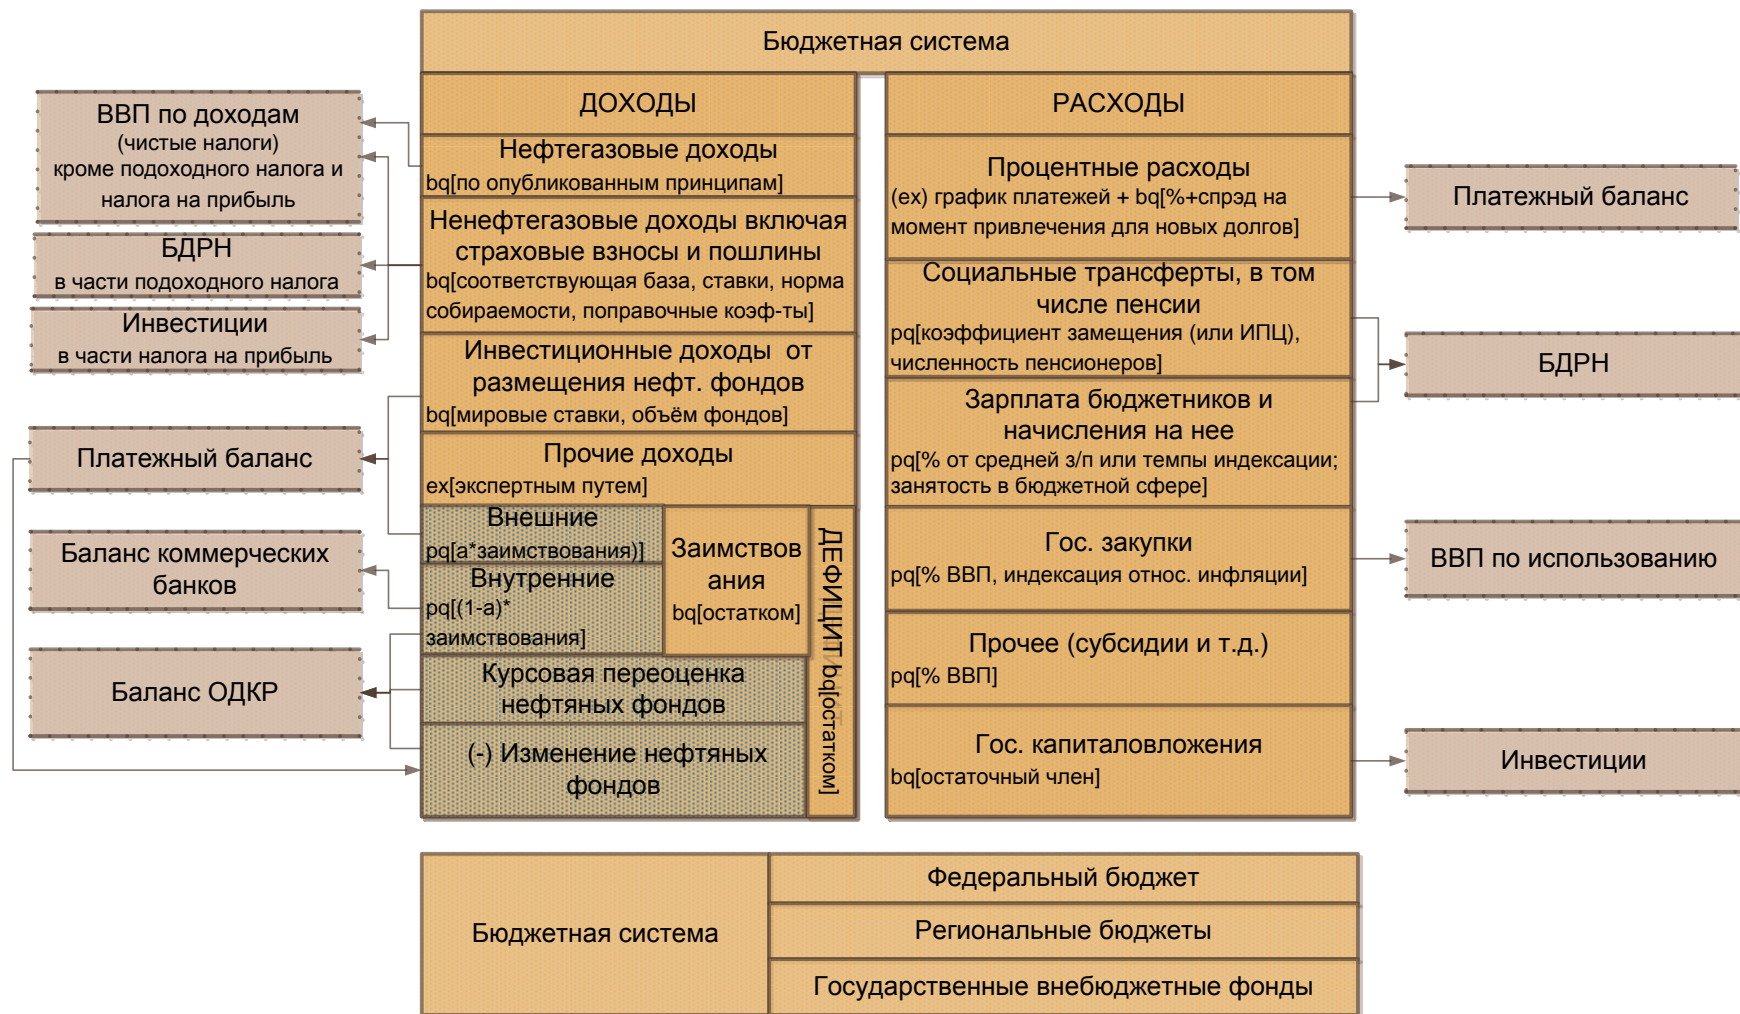 Бюджетная система
ДОХОДЫ
РАСХОДЫ
ВВП по доходам
(чистые налоги)
кроме подоходного налога и
налога на прибыль
БДРН
в части подоходного налога
Инвестиции
в части налога на прибыль
Платежный баланс
Баланс коммерческих
банков
Баланс ОДКР
Нефтегазовые доходы
bq[по опубликованным принципам]
Ненефтегазовые доходы включая
страховые взносы и пошлины
bq[соответствующая база, ставки, норма
собираемости, поправочные коэф-ты]
Инвестиционные доходы от
размещения нефт. фондов
bq[мировые ставки, объём фондов]
Прочие доходы
ex[экспертным путем]
Внешние
pq[a*заимствования)]
Внутренние
pq[(1-a)*
заимствования]
Заимствов
ания
bq[остатком]
ДЕФИЦИТ bq[остатком]
Курсовая переоценка
нефтяных фондов
(-) Изменение нефтяных
фондов
Процентные расходы
(ex) график платежей + bq[%+спрэд на
момент привлечения для новых долгов]
Социальные трансферты, в том
числе пенсии
pq[коэффициент замещения (или ИПЦ),
численность пенсионеров]
Зарплата бюджетников и
начисления на нее
pq[% от средней з/п или темпы индексации;
занятость в бюджетной сфере]
Гос. закупки
pq[% ВВП, индексация относ. инфляции]
Прочее (субсидии и т.д.)
pq[% ВВП]
Гос. капиталовложения
bq[остаточный член]
Платежный баланс
БДРН
ВВП по использованию
Инвестиции
Бюджетная система
Федеральный бюджет
Региональные бюджеты
Государственные внебюджетные фонды